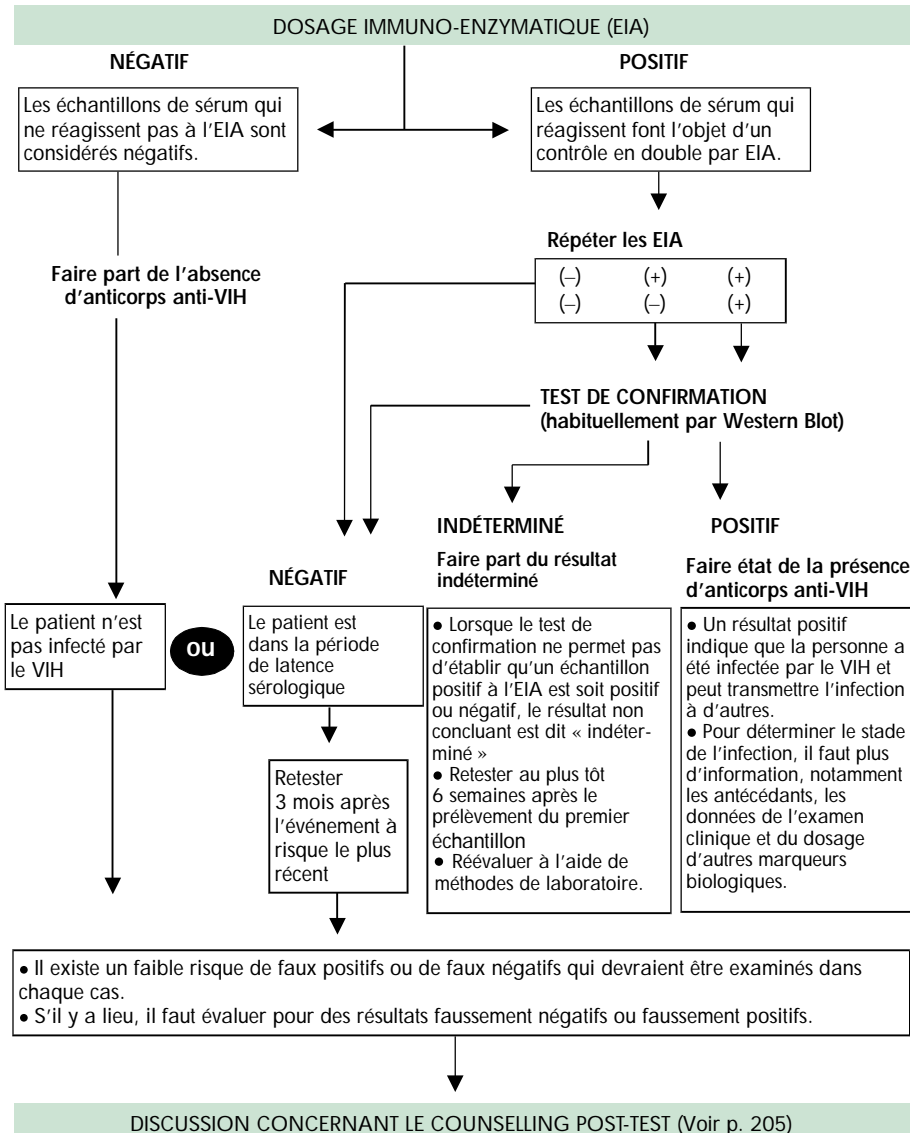 DOSAGE IMMUNO-ENZYMATIQUE (EIA)
NÉGATIF
Les échantillons de sérum qui
ne réagissent pas à l'EIA sont
considérés négatifs.
POSITIF
Les échantillons de sérum qui
réagissent font l'objet d'un
contrôle en double par EIA.
Répéter les EIA
(–) (+) (+)
(–) (–) (+)
Faire part de l'absence
d'anticorps anti-VIH
TEST DE CONFIRMATION
(habituellement par Western Blot)
Le patient n'est
pas infecté par
le VIH
ou
NÉGATIF
Le patient est
dans la période
de latence
sérologique
Retester
3 mois après
l'événement à
risque le plus
récent
INDÉTERMINÉ
Faire part du résultat
indéterminé
• Lorsque le test de
confirmation ne permet pas
d'établir qu'un échantillon
positif à l'EIA est soit positif
ou négatif, le résultat non
concluant est dit « indéter-
miné »
• Retester au plus tôt
6 semaines après le
prélèvement du premier
échantillon
• Réévaluer à l'aide de
méthodes de laboratoire.
POSITIF
Faire état de la présence
d'anticorps anti-VIH
• Un résultat positif
indique que la personne a
été infectée par le VIH et
peut transmettre l'infection
à d'autres.
• Pour déterminer le stade
de l'infection, il faut plus
d'information, notamment
les antécédants, les
données de l'examen
clinique et du dosage
d'autres marqueurs
biologiques.
• Il existe un faible risque de faux positifs ou de faux négatifs qui devraient être examinés dans
chaque cas.
• S'il y a lieu, il faut évaluer pour des résultats faussement négatifs ou faussement positifs.
DISCUSSION CONCERNANT LE COUNSELLING POST-TEST (Voir p. 205)